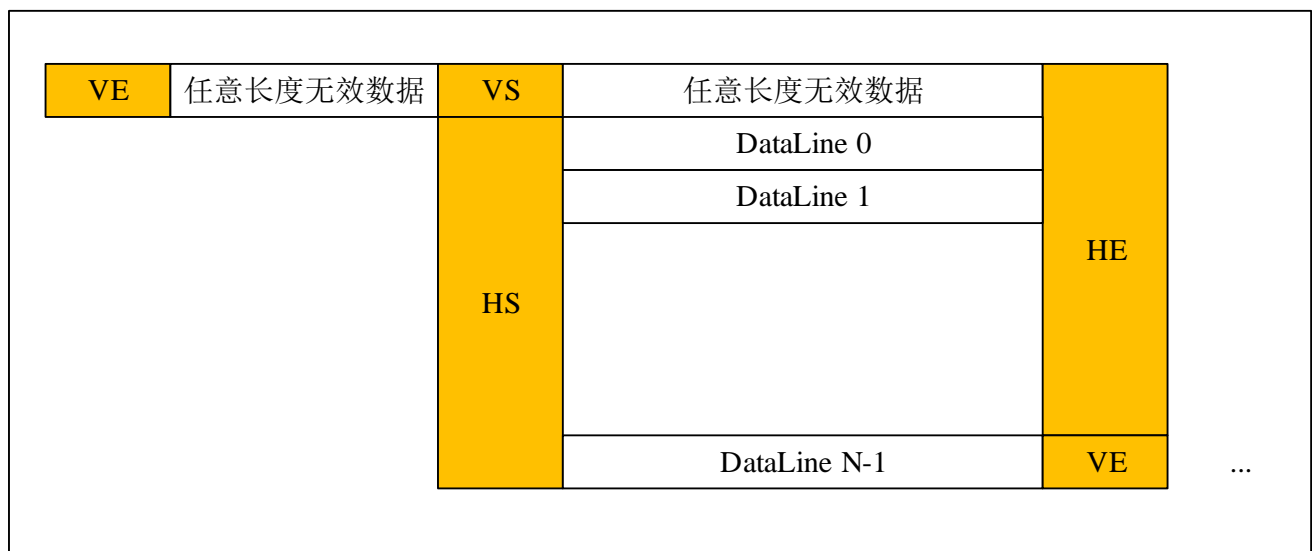 VE 任意长度无效数据 VS 任意长度无效数据
DataLine 0
DataLine 1
HE
HS
DataLine N-1 VE ...